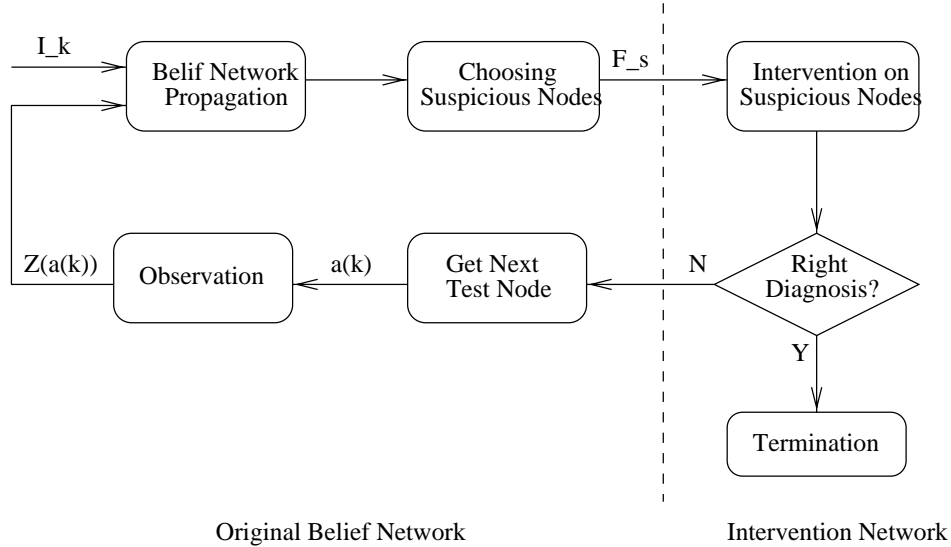 I_k
Belif Network
Propagation
Choosing
Suspicious Nodes
F_s
Intervention on
Suspicious Nodes
Z(a(k))
Observation
a(k)
Get Next
Test Node
N
Right
Diagnosis?
Y
Termination
Original Belief Network
Intervention Network